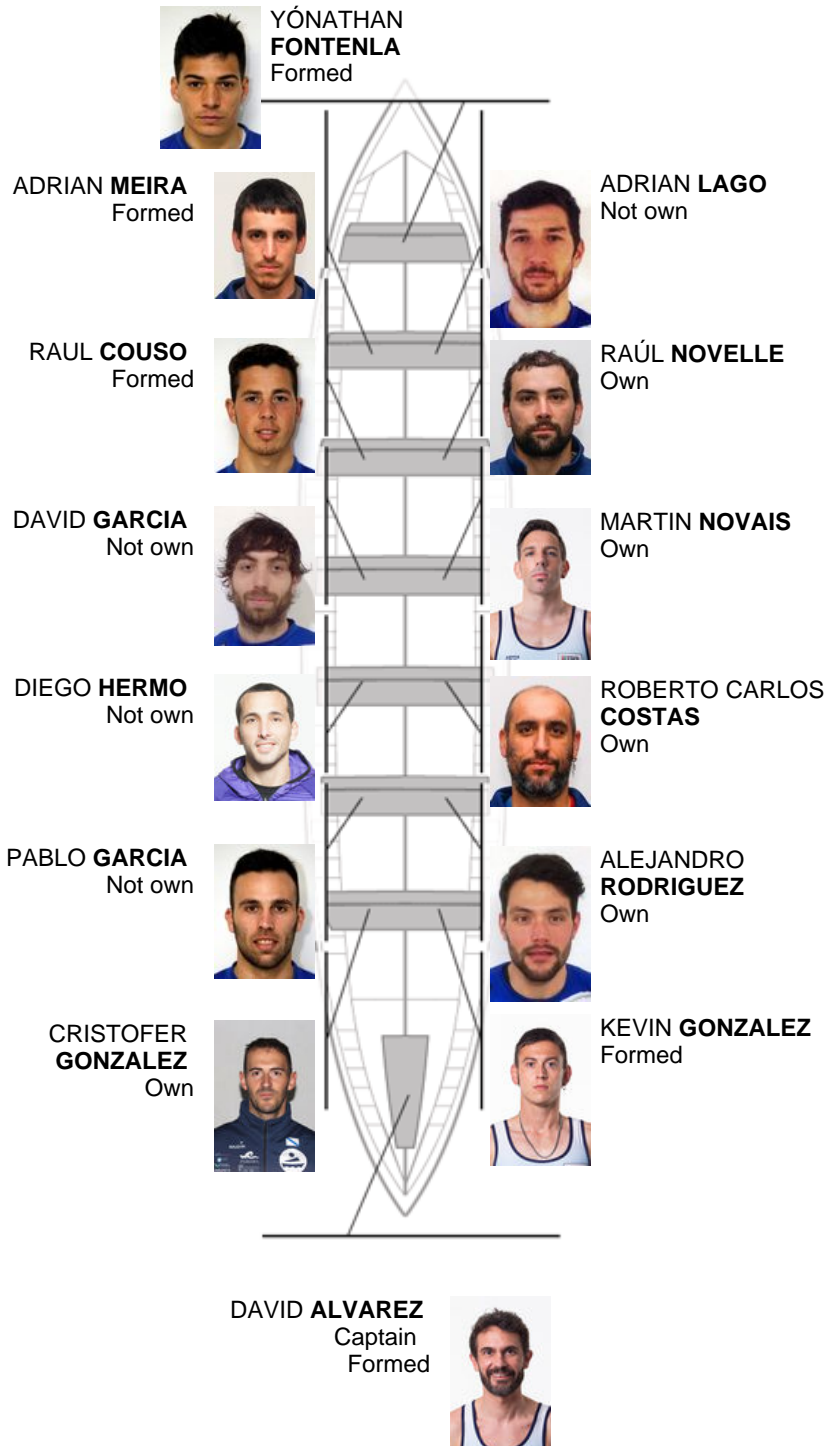 YÓNATHAN
FONTENLA
Formed
ADRIAN MEIRA
Formed
ADRIAN LAGO
Not own
RAUL COUSO
Formed
RAÚL NOVELLE
Own
DAVID GARCIA
Not own
MARTIN NOVAIS
Own
DIEGO HERMO
Not own
ROBERTO CARLOS
COSTAS
Own
PABLO GARCIA
Not own
ALEJANDRO
RODRIGUEZ
Own
CRISTOFER
GONZALEZ
Own
KEVIN GONZALEZ
Formed
DAVID ALVAREZ
Captain
Formed